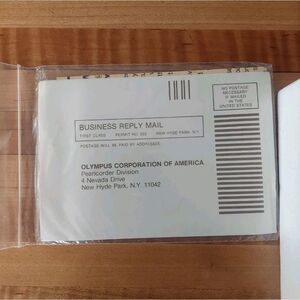 NO POSTAGE
NECESSARY
IF MAILED
IN THE
UNITED STATES
BUSINESS REPLY MAIL
FIRST CLASS PERMIT NO. NEW HYDE PARK, N.Y.
POSTAGE WILL BE PAID BY ADDRESSEE
OLYMPUS CORPORATION OF AMERICA
Pearlcorder Division
4 Nevada Drive
New Hyde Park, N.Y. 11042